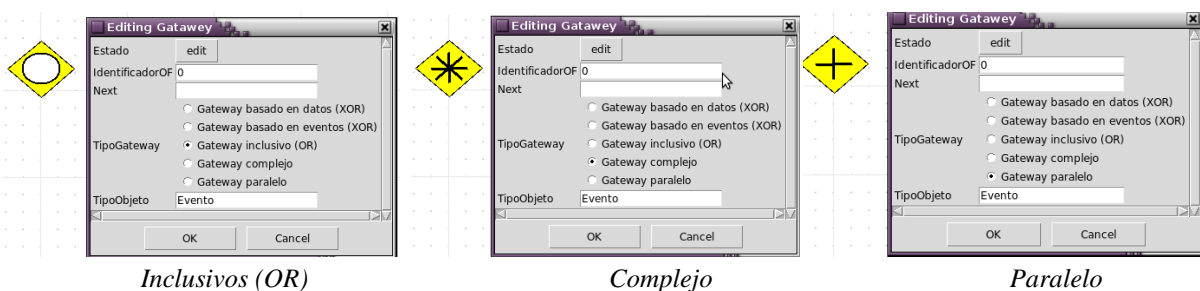 Editing Gatawey
Estado edit
IdentificadorOF 0
Next
Gateway basado en datos (XOR)
Gateway basado en eventos (XOR)
TipoGateway Gateway inclusivo (OR)
Gateway complejo
Gateway paralelo
TipoObjeto Evento
OK Cancel
Inclusivos (OR)
Editing Gatawey
Estado edit
IdentificadorOF 0
Next
Gateway basado en datos (XOR)
Gateway basado en eventos (XOR)
TipoGateway Gateway inclusivo (OR)
Gateway complejo
Gateway paralelo
TipoObjeto Evento
OK Cancel
Complejo
Editing Gatawey
Estado edit
IdentificadorOF 0
Next
Gateway basado en datos (XOR)
Gateway basado en eventos (XOR)
TipoGateway Gateway inclusivo (OR)
Gateway complejo
Gateway paralelo
TipoObjeto Evento
OK Cancel
Paralelo